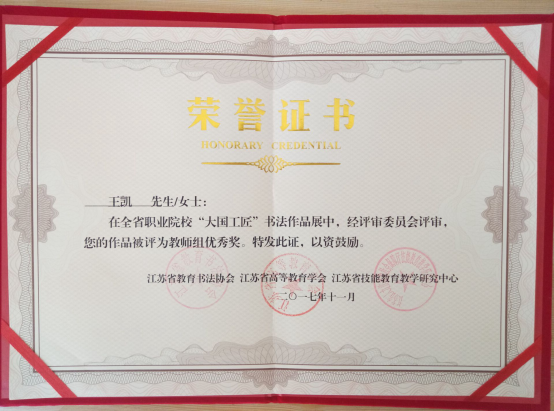 荣誉证书
HONORARY CREDENTIAL
王凯 先生/女士:
在全省职业院校“大国工匠”书法作品展中，经评审委员会评审，
您的作品被评为教师组优秀奖。特发此证，以资鼓励。
江苏省教育书法协会 江苏省高等教育学会 江苏省技能教育教学研究中心
二〇一七年十一月